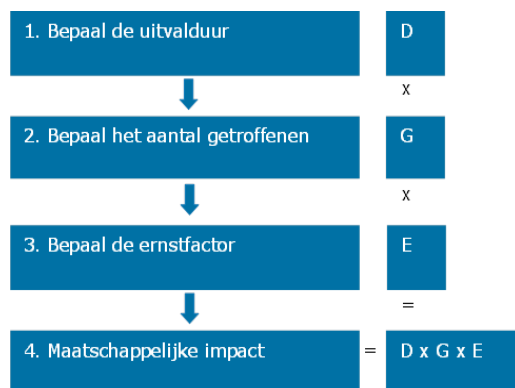 1. Bepaal de uitvalduur D
x
2. Bepaal het aantal getroffenen G
x
3. Bepaal de ernstfactor E
=
4. Maatschappelijke impact = D x G x E